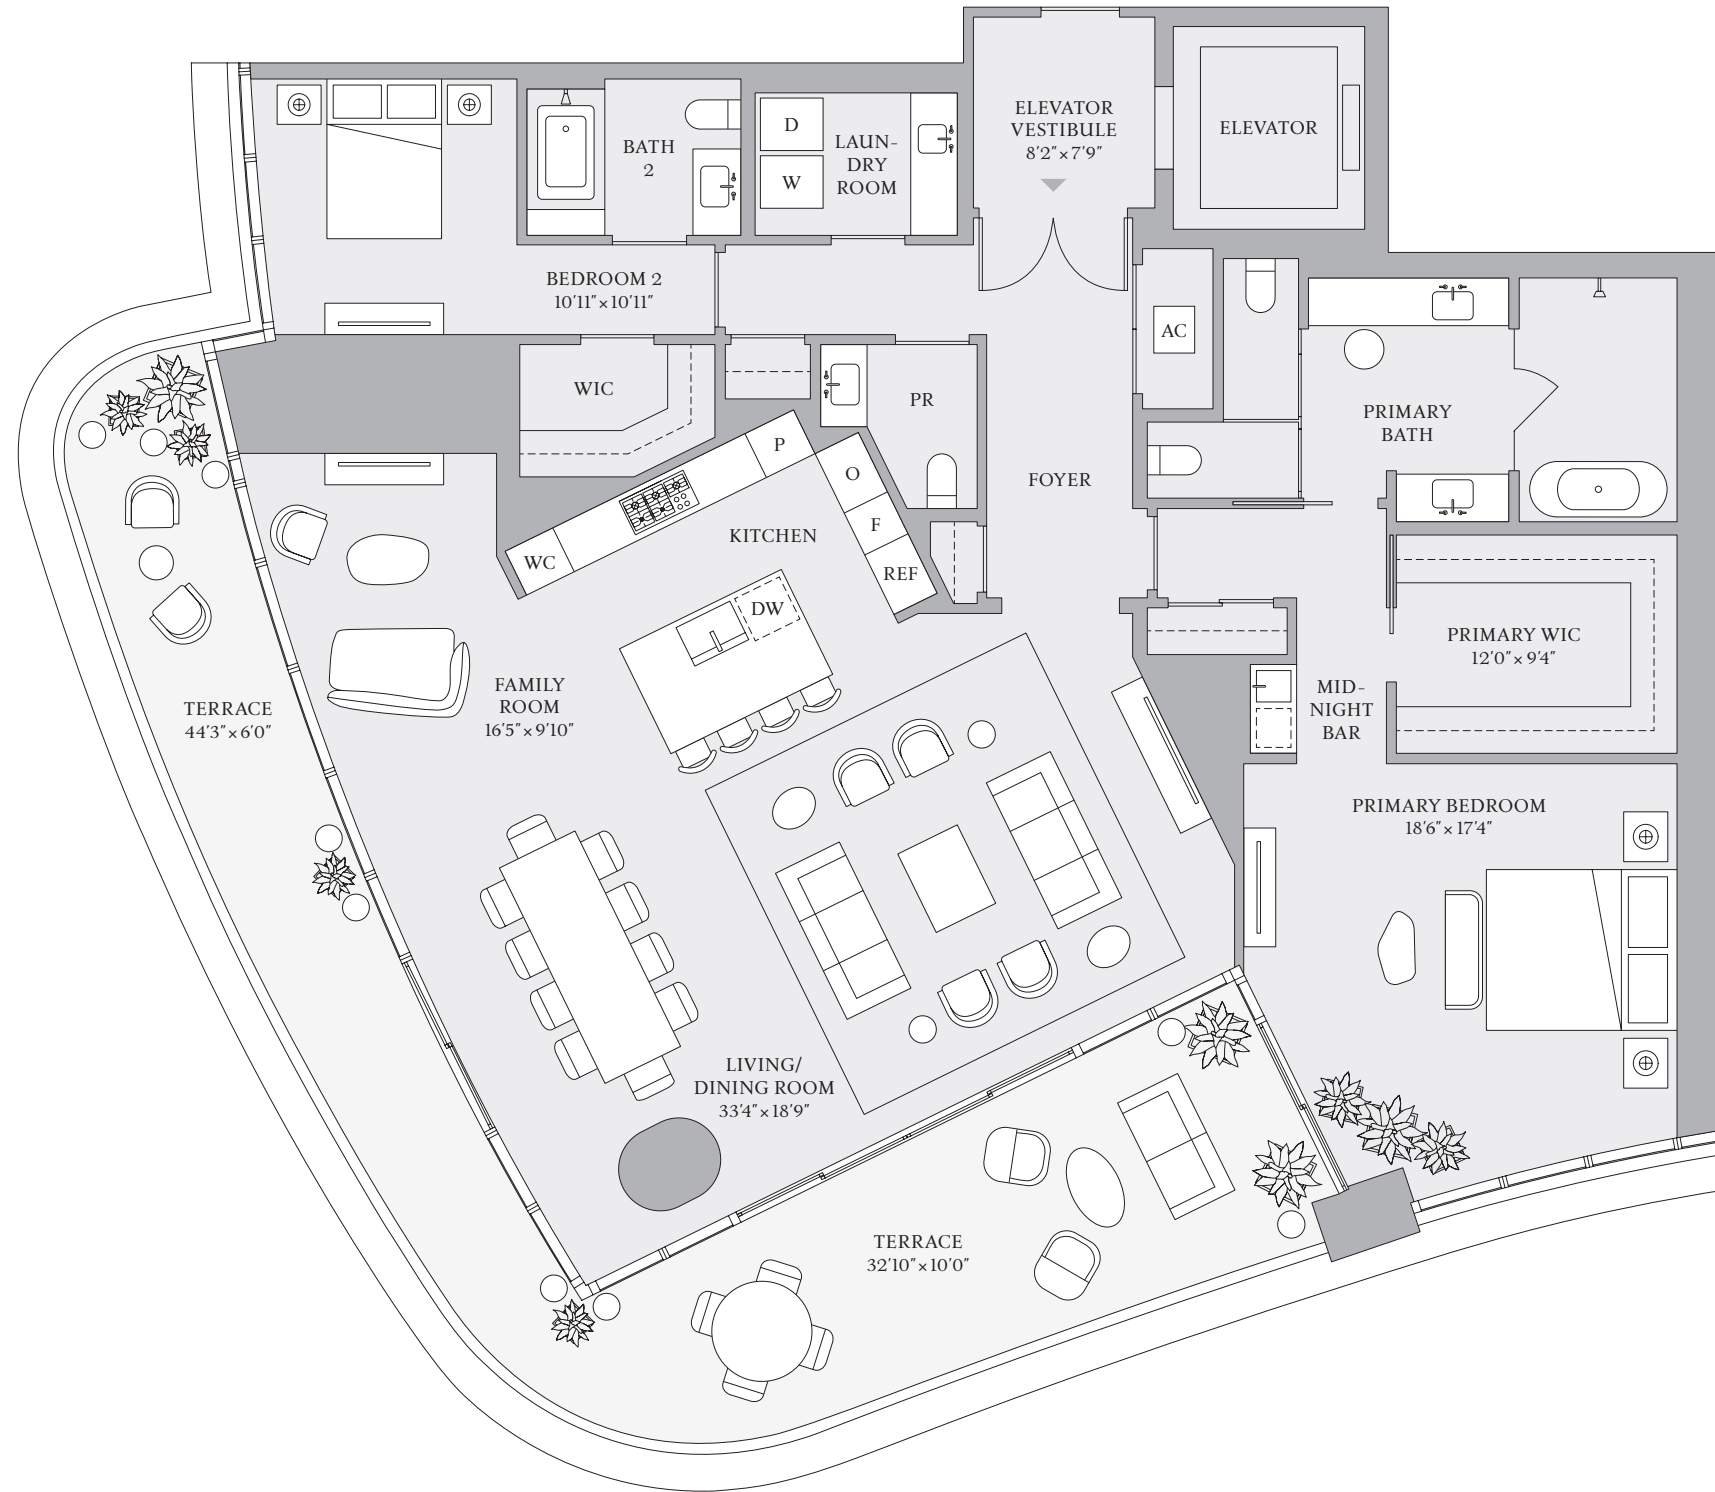 ELEVATOR
VESTIBULE
8'2"×7'9"
ELEVATOR
BATH
2
D
W
LAUN-
DRY
ROOM
BEDROOM 2
10'11"×10'11"
AC
WIC
PR
PRIMARY
BATH
P
O
F
REF
WC
KITCHEN
FOYER
DW
PRIMARY WIC
12'0"×9'4"
MID-
NIGHT
BAR
FAMILY
ROOM
16'5"×9'10"
TERRACE
44'3"×6'0"
PRIMARY BEDROOM
18'6"×17'4"
LIVING/
DINING ROOM
33'4"×18'9"
TERRACE
32'10"×10'0"